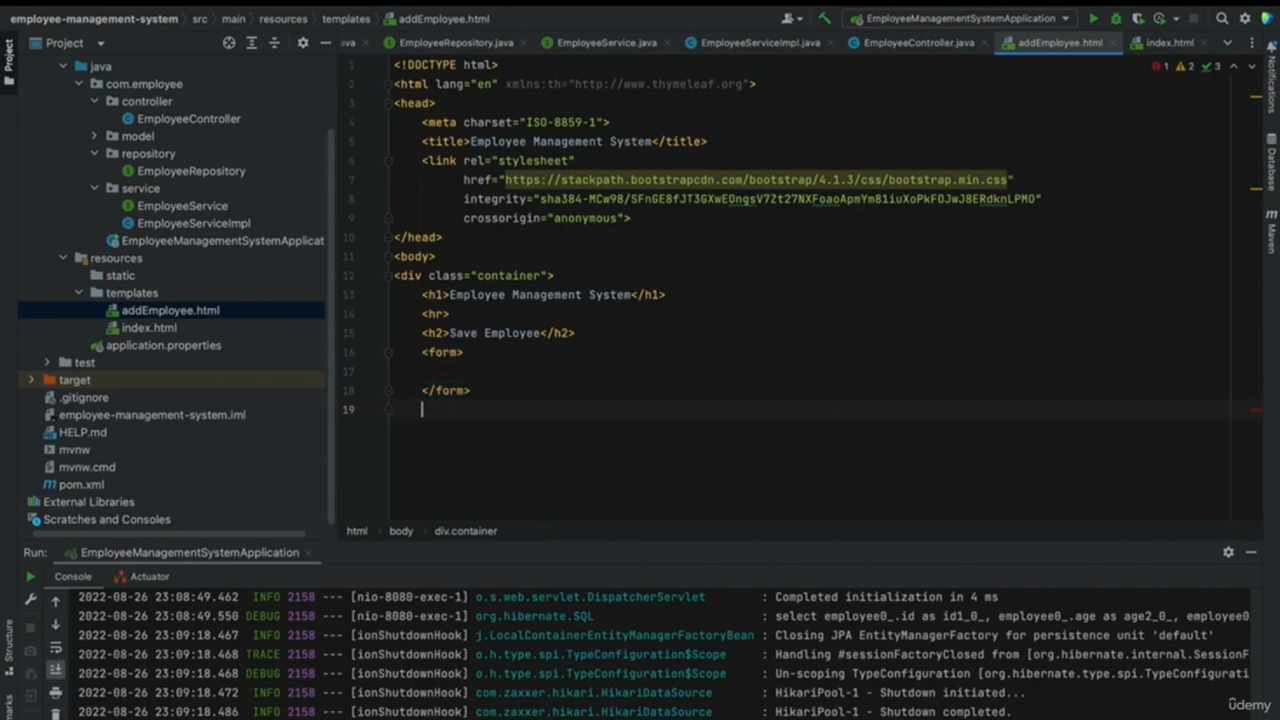 employee-management-system › src › main › resources › templates › addEmployee.html
EmployeeManagementSystemApplication
Project
Project
ava
EmployeeRepository.java
EmployeeService.java
EmployeeServiceImpl.java
EmployeeController.java
addEmployee.html
index.html
Notifications
Database
Maven
1 2 3
java
com.employee
controller
EmployeeController
model
repository
EmployeeRepository
service
EmployeeService
EmployeeServiceImpl
EmployeeManagementSystemApplicat
resources
static
templates
addEmployee.html
index.html
application.properties
test
target
.gitignore
employee-management-system.iml
HELP.md
mvnw
mvnw.cmd
pom.xml
External Libraries
Scratches and Consoles
1 <!DOCTYPE html>
2 <html lang="en" xmlns:th="http://www.thymeleaf.org">
3 <head>
4 <meta charset="ISO-8859-1">
5 <title>Employee Management System</title>
6 <link rel="stylesheet"
7 href="https://stackpath.bootstrapcdn.com/bootstrap/4.1.3/css/bootstrap.min.css"
8 integrity="sha384-MCw98/SFnGE8fJT3GXwEOngsV7Zt27NXFoaoApmYm81iuXoPkFOJwJ8ERdknLPMO"
9 crossorigin="anonymous">
10 </head>
11 <body>
12 <div class="container">
13 <h1>Employee Management System</h1>
14 <hr>
15 <h2>Save Employee</h2>
16 <form>
17
18 </form>
19
html › body › div.container
Run: EmployeeManagementSystemApplication
Console Actuator
Structure
marks
2022-08-26 23:08:49.462 INFO 2158 --- [nio-8080-exec-1] o.s.web.servlet.DispatcherServlet : Completed initialization in 4 ms
2022-08-26 23:08:49.550 DEBUG 2158 --- [nio-8080-exec-1] org.hibernate.SQL : select employee0_.id as id1_0_, employee0_.age as age2_0_, employee0
2022-08-26 23:09:18.467 INFO 2158 --- [ionShutdownHook] j.LocalContainerEntityManagerFactoryBean : Closing JPA EntityManagerFactory for persistence unit 'default'
2022-08-26 23:09:18.468 TRACE 2158 --- [ionShutdownHook] o.h.type.spi.TypeConfiguration$Scope : Handling #sessionFactoryClosed from [org.hibernate.internal.SessionF
2022-08-26 23:09:18.468 DEBUG 2158 --- [ionShutdownHook] o.h.type.spi.TypeConfiguration$Scope : Un-scoping TypeConfiguration [org.hibernate.type.spi.TypeConfiguratio
2022-08-26 23:09:18.472 INFO 2158 --- [ionShutdownHook] com.zaxxer.hikari.HikariDataSource : HikariPool-1 - Shutdown initiated...
2022-08-26 23:09:18.486 INFO 2158 --- [ionShutdownHook] com.zaxxer.hikari.HikariDataSource : HikariPool-1 - Shutdown completed.
ûdemy